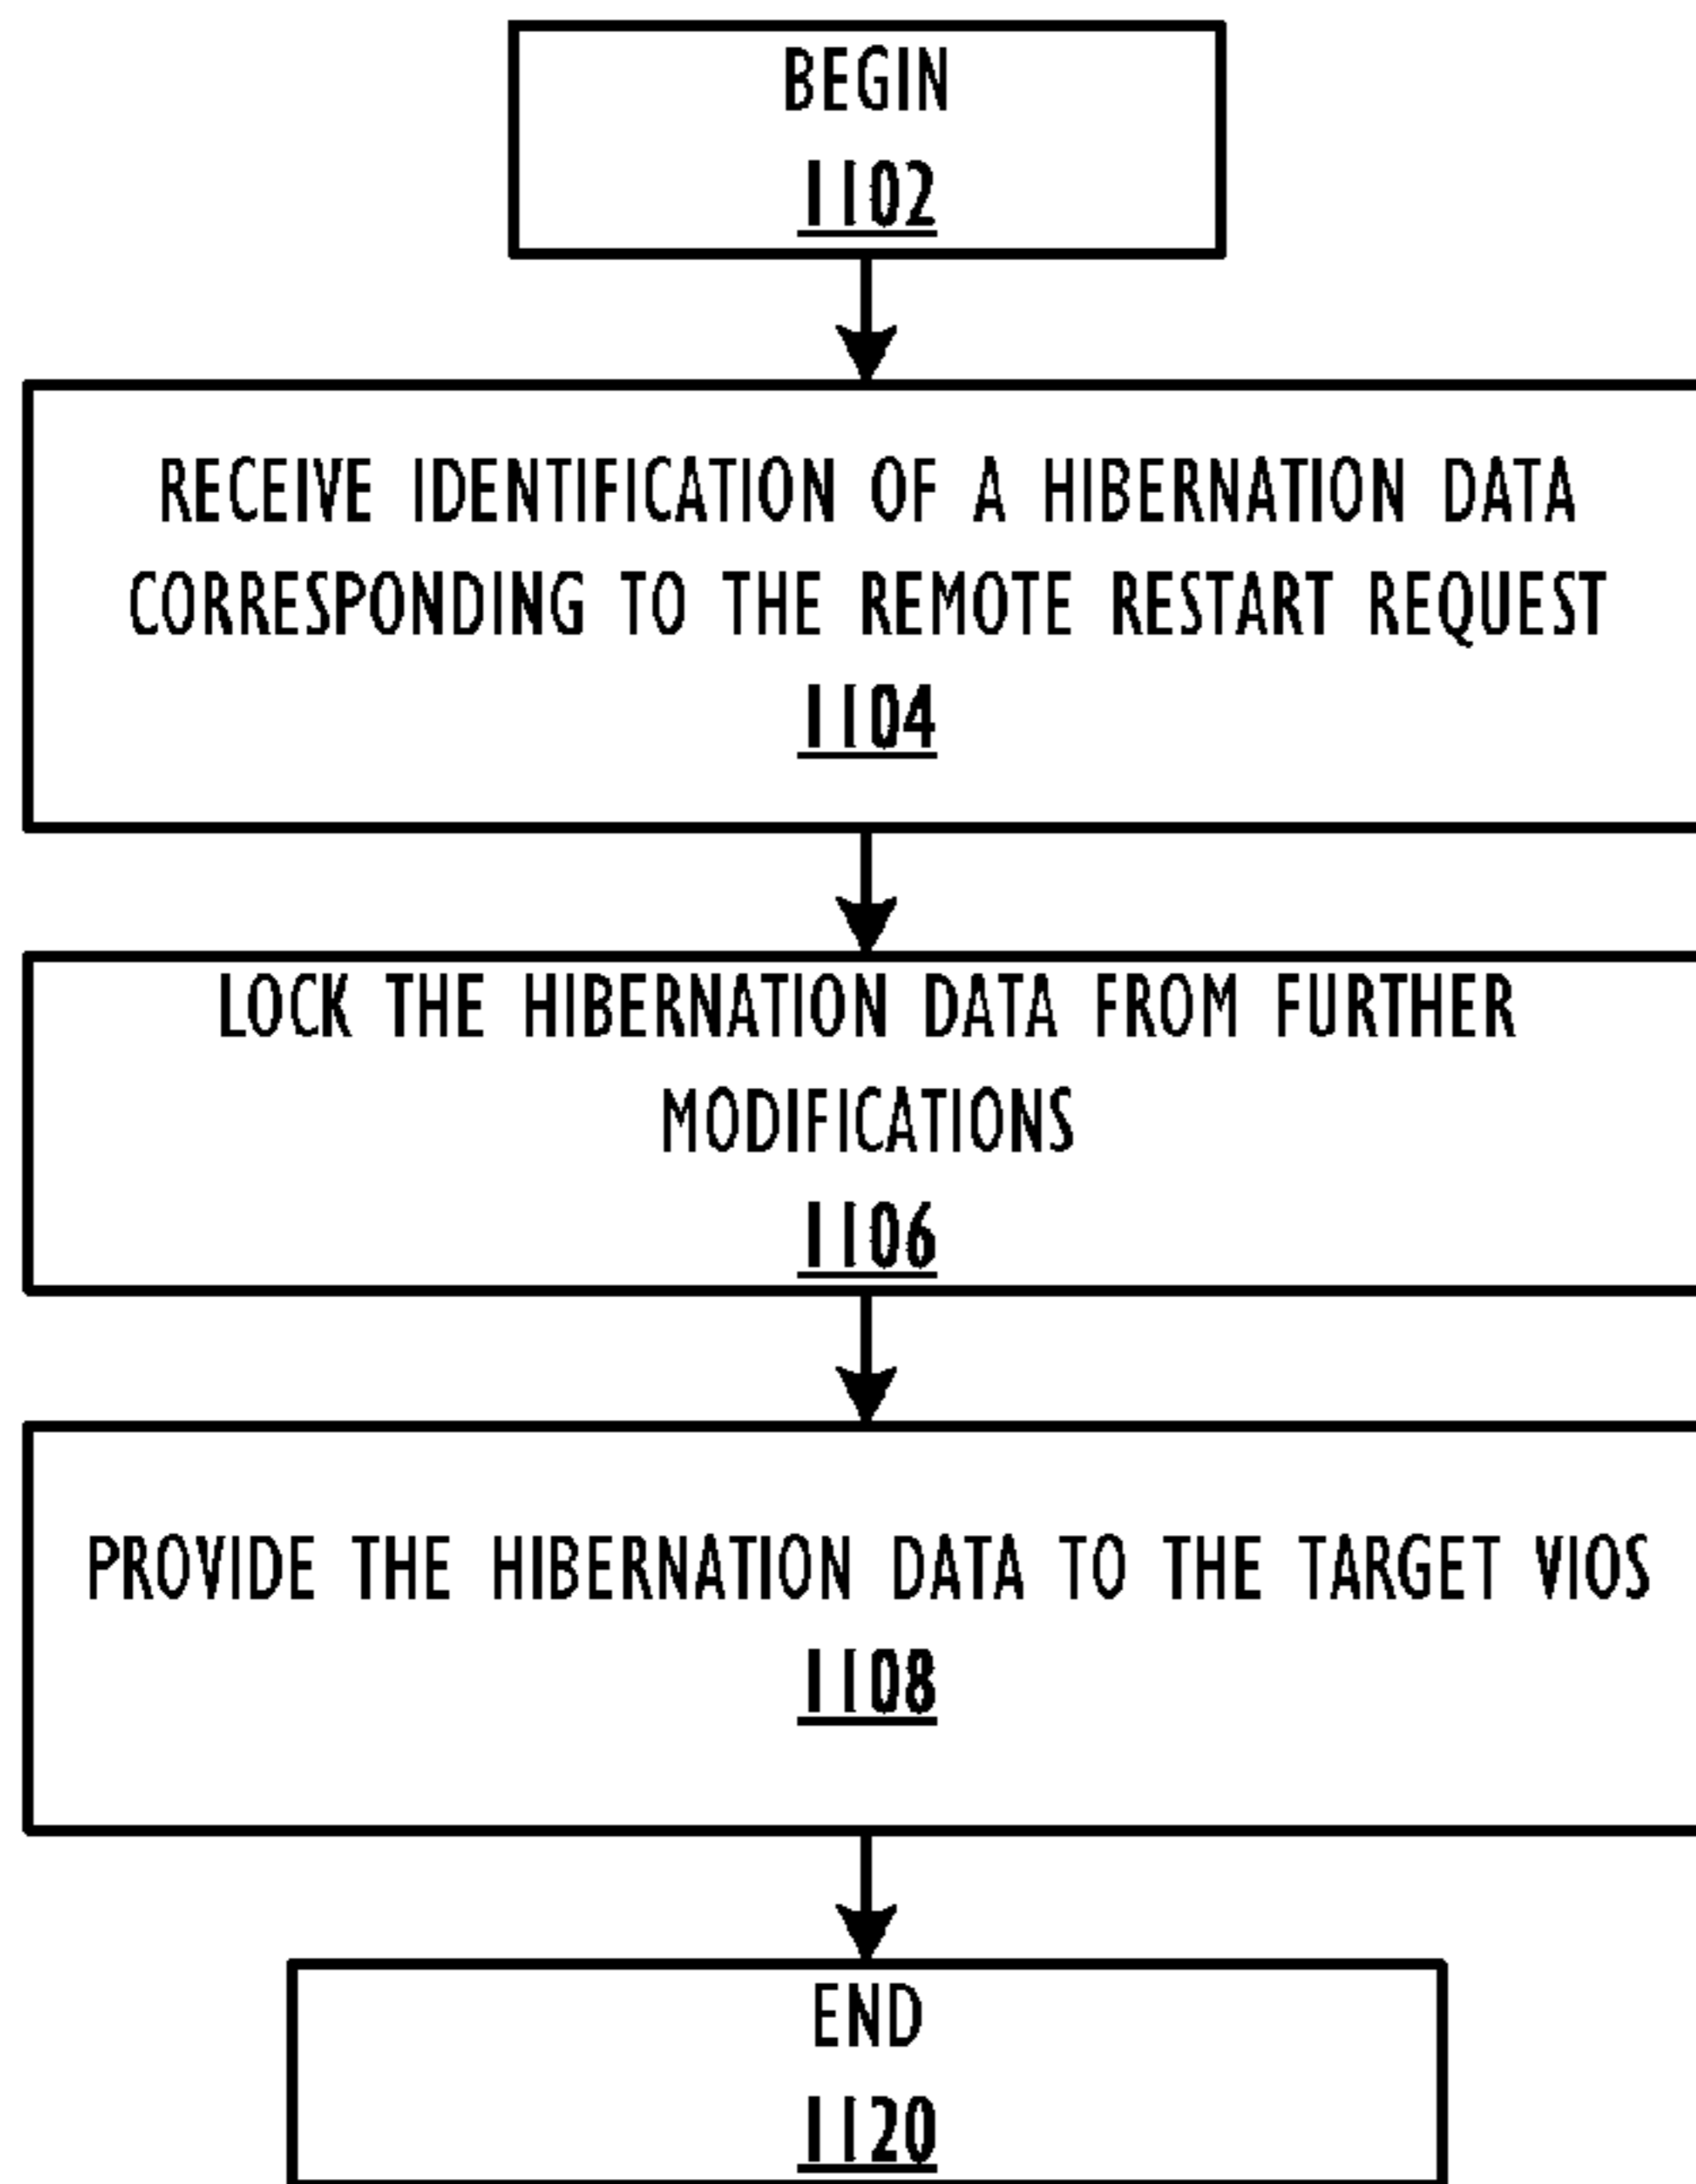 BEGIN
1102
RECEIVE IDENTIFICATION OF A HIBERNATION DATA
CORRESPONDING TO THE REMOTE RESTART REQUEST
1104
LOCK THE HIBERNATION DATA FROM FURTHER
MODIFICATIONS
1106
PROVIDE THE HIBERNATION DATA TO THE TARGET VIOS
1108
END
1120